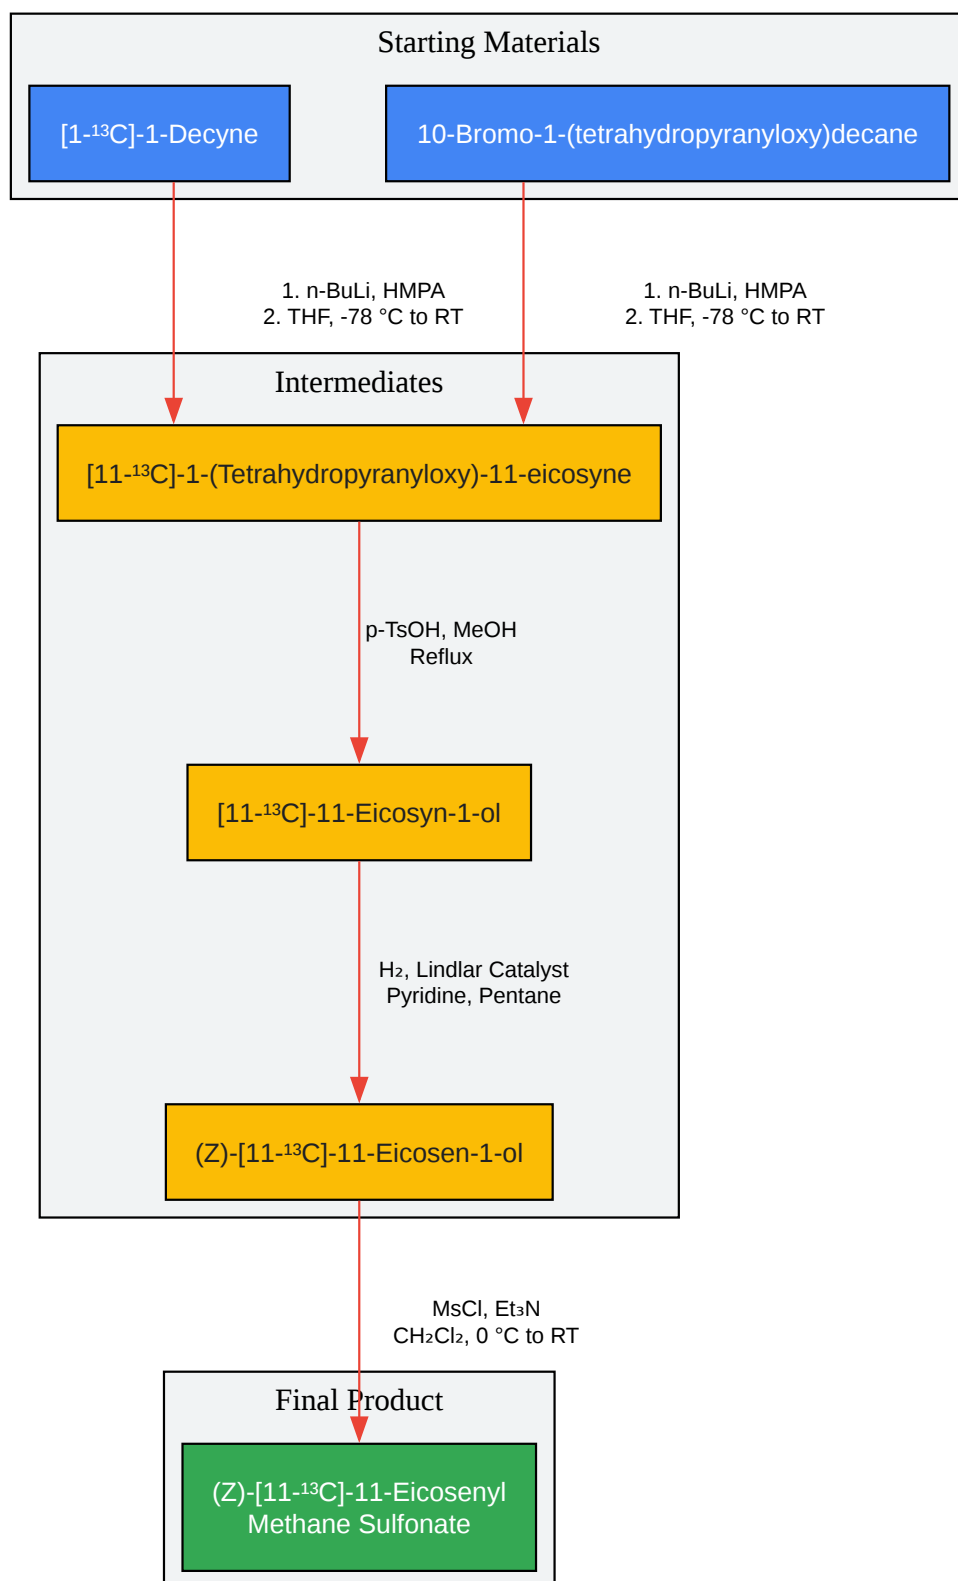 Starting Materials
[1-¹³C]-1-Decyne
10-Bromo-1-(tetrahydropyranyloxy)decane
1. n-BuLi, HMPA
2. THF, -78 °C to RT
1. n-BuLi, HMPA
2. THF, -78 °C to RT
Intermediates
[11-¹³C]-1-(Tetrahydropyranyloxy)-11-eicosyne
p-TsOH, MeOH
Reflux
[11-¹³C]-11-Eicosyn-1-ol
H₂, Lindlar Catalyst
Pyridine, Pentane
(Z)-[11-¹³C]-11-Eicosen-1-ol
MsCl, Et₃N
CH₂Cl₂, 0 °C to RT
Final Product
(Z)-[11-¹³C]-11-Eicosenyl
Methane Sulfonate